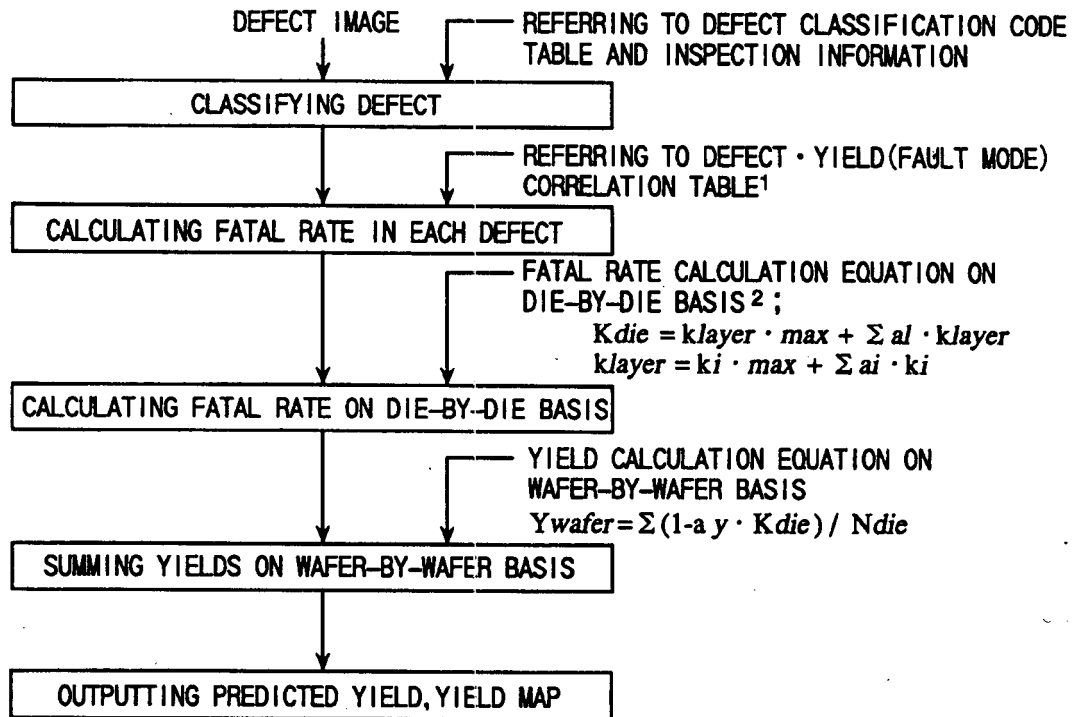 DEFECT IMAGE
REFERRING TO DEFECT CLASSIFICATION CODE
TABLE AND INSPECTION INFORMATION
CLASSIFYING DEFECT
REFERRING TO DEFECT・YIELD(FAULT MODE)
CORRELATION TABLE¹
CALCULATING FATAL RATE IN EACH DEFECT
FATAL RATE CALCULATION EQUATION ON
DIE-BY-DIE BASIS²;
Kdie = klayer · max + Σ al · klayer
klayer = ki · max + Σ ai · ki
CALCULATING FATAL RATE ON DIE-BY-DIE BASIS
YIELD CALCULATION EQUATION ON
WAFER-BY-WAFER BASIS
Ywafer=Σ(1-a y · Kdie) / Ndie
SUMMING YIELDS ON WAFER-BY-WAFER BASIS
OUTPUTTING PREDICTED YIELD, YIELD MAP